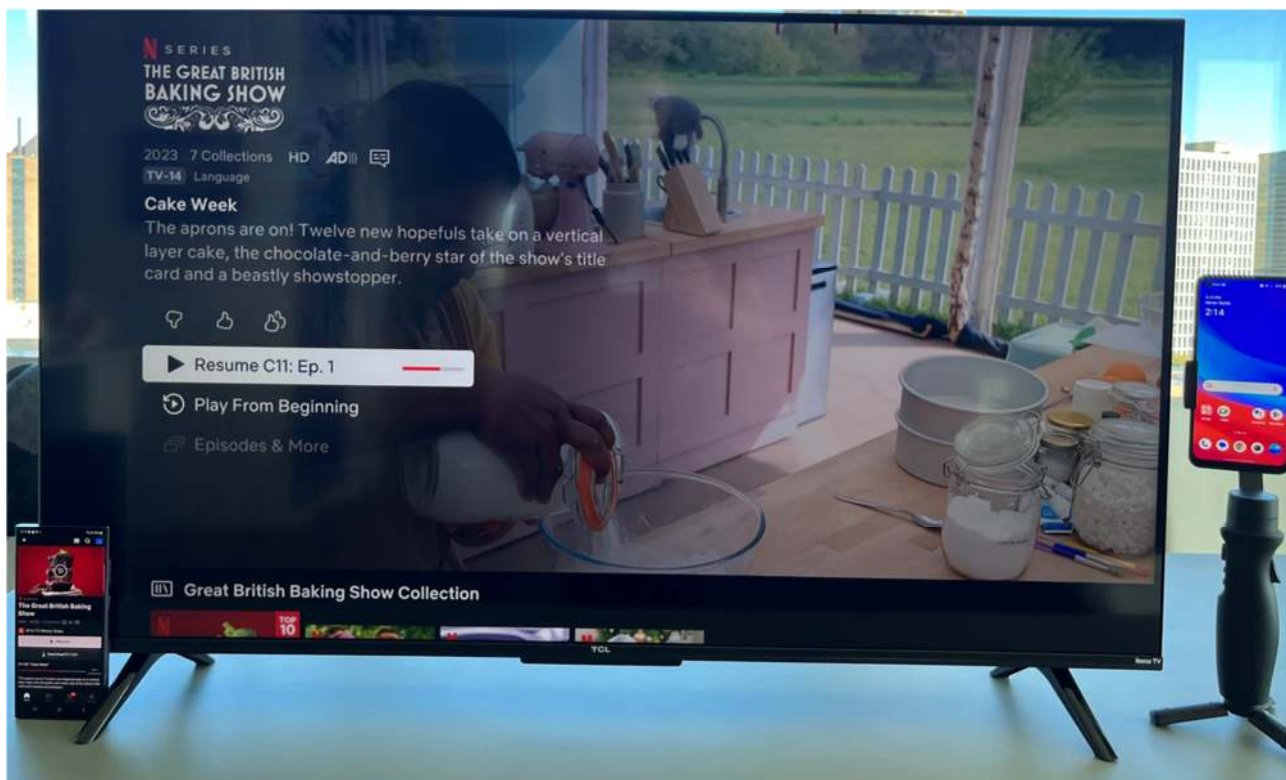 N SERIES
THE GREAT BRITISH
BAKING SHOW
2023 7 Collections HD AD
TV-14 Language
Cake Week
The aprons are on! Twelve new hopefuls take on a vertical
layer cake, the chocolate-and-berry star of the show's title
card and a beastly showstopper.
Resume C11: Ep. 1
Play From Beginning
Episodes & More
Great British Baking Show Collection
N
TOP
10
TCL
Roku TV
The Great British Baking
Show
Resume
2:14